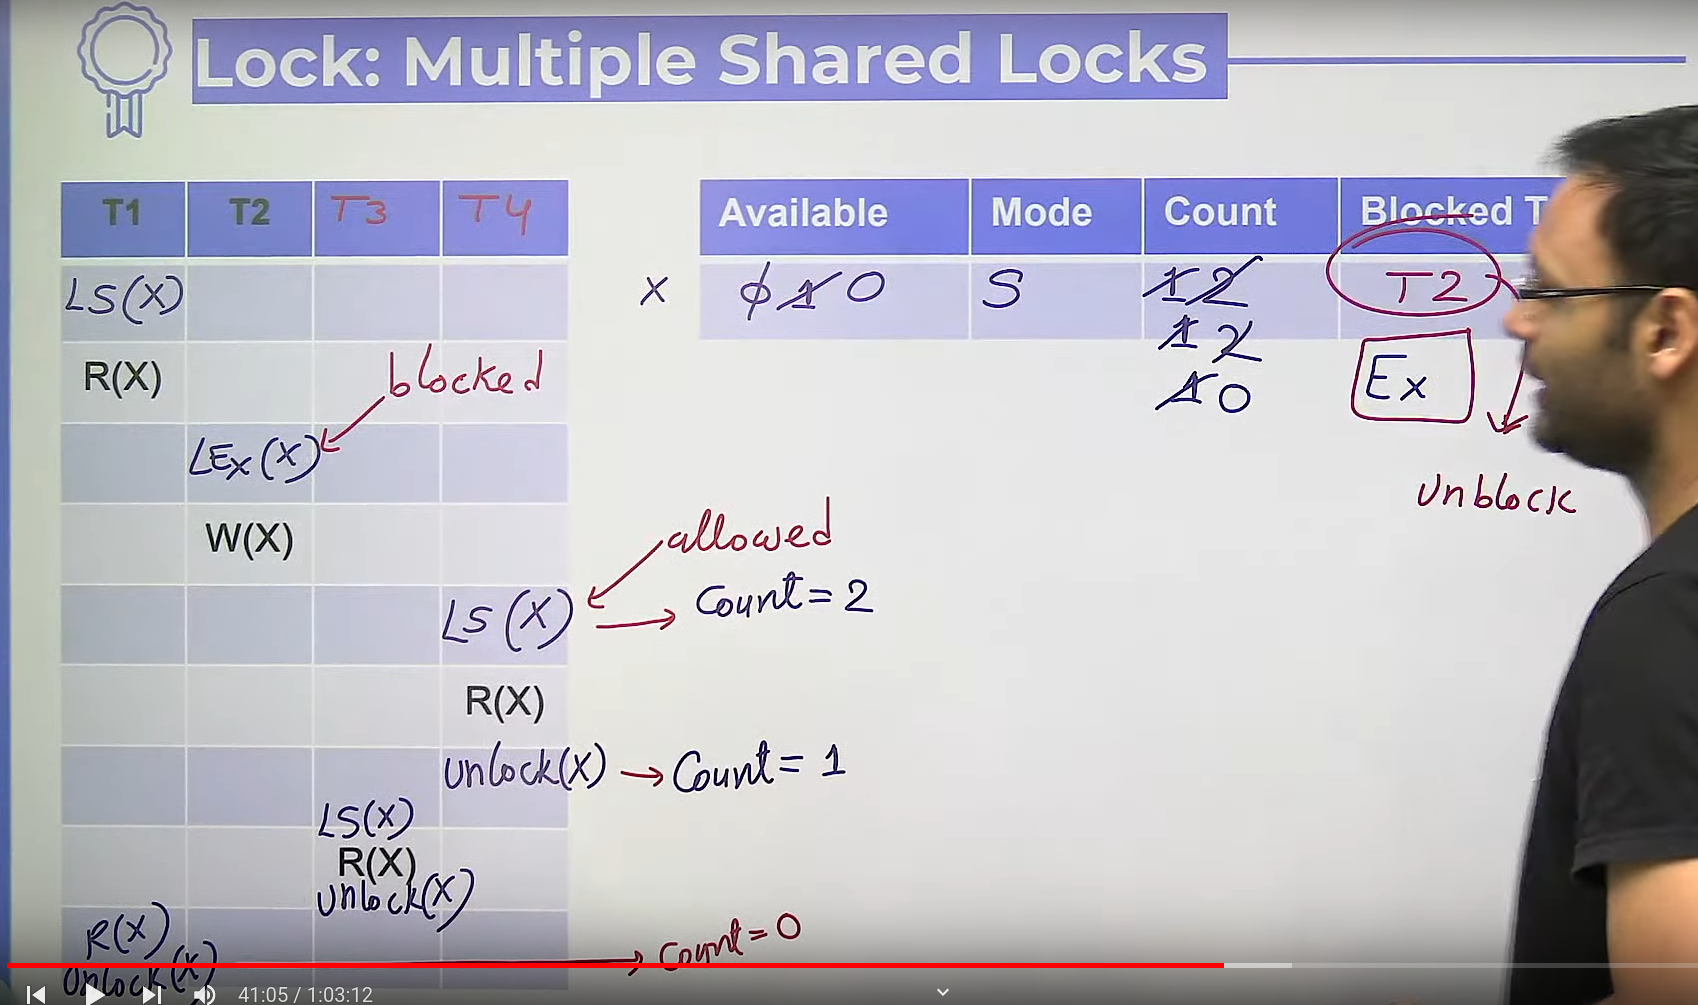 Lock: Multiple Shared Locks
T1 T2 T3 T4
Available Mode Count Blocked T
LS(X)
X 0 1 0 S 1 2 T2
1 2
R(X) blocked
1 0 Ex
LEx(X)
Unblock
W(X)
allowed
LS(X) → Count = 2
R(X)
Unlock(X) → Count = 1
LS(X)
R(X)
Unlock(X)
R(X)
Unlock(X) → Count = 0
41:05 / 1:03:12